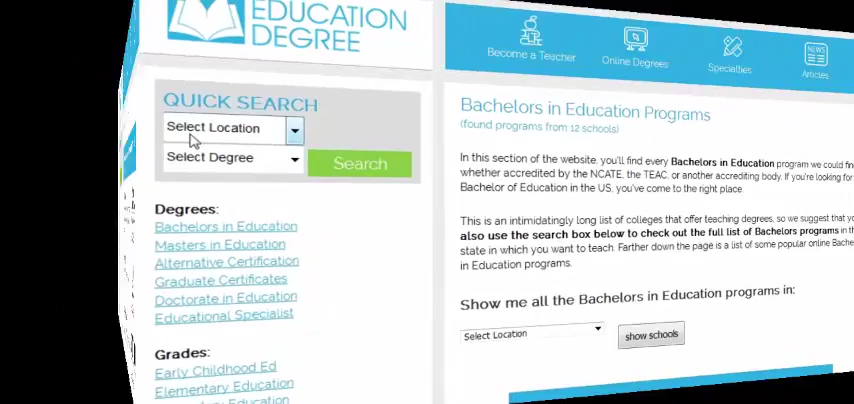 EDUCATION
DEGREE
Become a Teacher
Online Degrees
Specialties
NEWS
Articles
QUICK SEARCH
Select Location
Select Degree
Search
Degrees:
Bachelors in Education
Masters in Education
Alternative Certification
Graduate Certificates
Doctorate in Education
Educational Specialist
Grades:
Early Childhood Ed
Elementary Education
Education
Bachelors in Education Programs
(found programs from 12 schools)
In this section of the website, you'll find every Bachelors in Education program we could
whether accredited by the NCATE, the TEAC, or another accrediting body. If you're looking for
Bachelor of Education in the US, you've come to the right place.
This is an intimidatingly long list of colleges that offer teaching degrees, so we suggest that
also use the search box below to check out the full list of Bachelors programs in
state in which you want to teach. Farther down the page is a list of some popular online
in Education programs.
Show me all the Bachelors in Education programs in:
Select Location
show schools